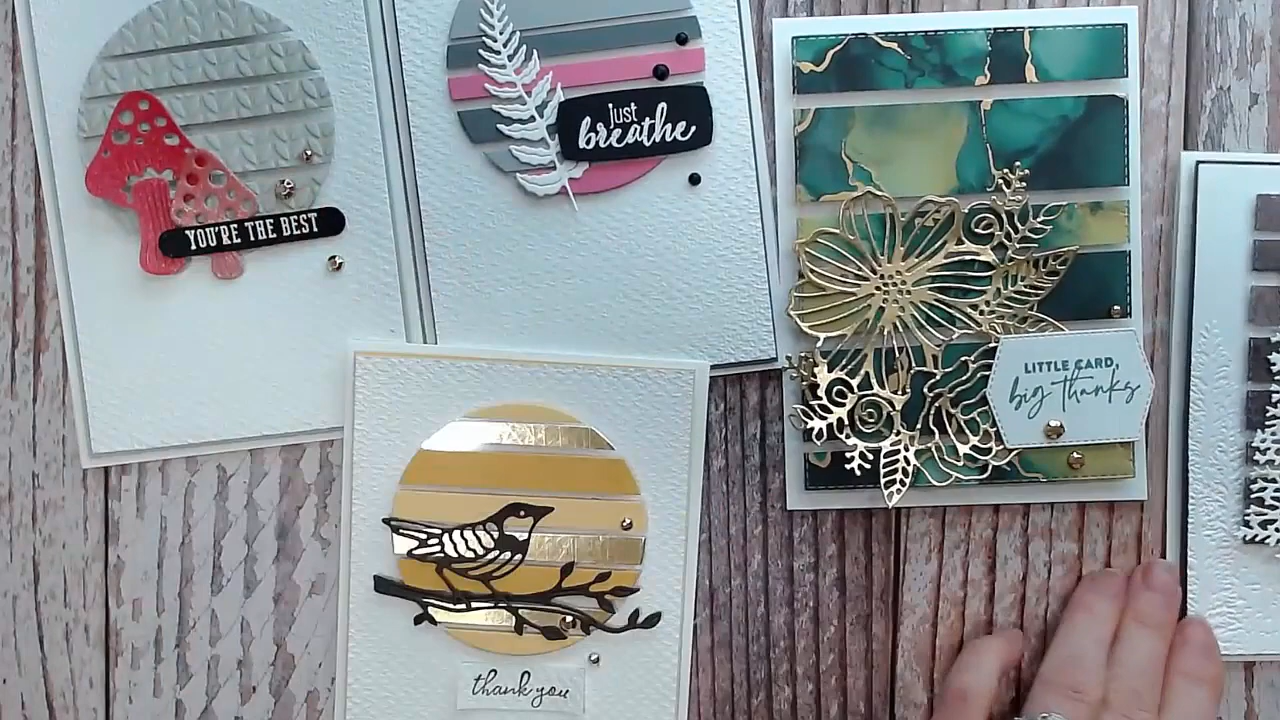 YOU'RE THE BEST
just
breathe
LITTLE CARD,
big thanks
thank you